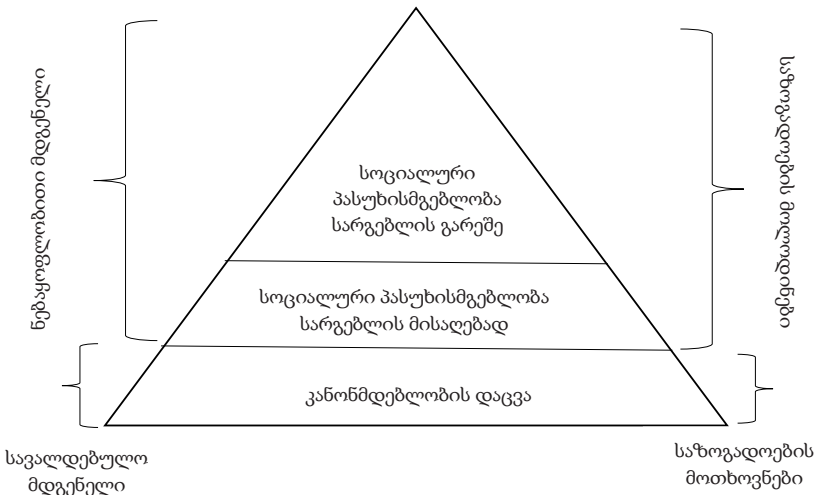 ნებაყოფლობითი მდგენელი
საზოგადოების მოლოდინები
სოციალური
პასუხისმგებლობა
სარგებლის გარეშე
სოციალური პასუხისმგებლობა
სარგებლის მისაღებად
კანონმდებლობის დაცვა
სავალდებულო
მდგენელი
საზოგადოების
მოთხოვნები